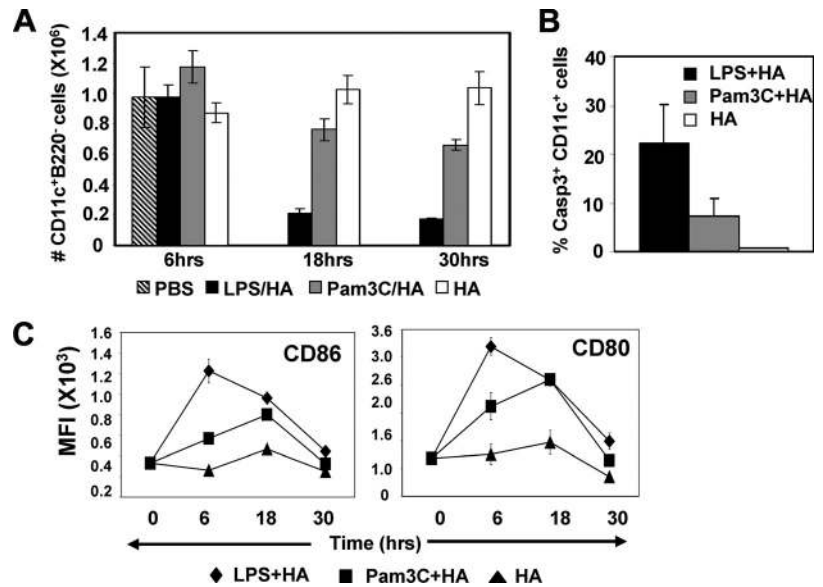 A
# CD11c+B220- cells (X10⁶)
1.4
1.2
1.0
0.8
0.6
0.4
0.2
0
6hrs 18hrs 30hrs
PBS LPS/HA Pam3C/HA HA
B
% Casp3+ CD11c+ cells
40
30
20
10
0
LPS+HA
Pam3C+HA
HA
C
MFI (X10³)
CD86
1.6
1.4
1.2
1.0
0.8
0.6
0.4
0.2
0 6 18 30
CD80
3.6
3.0
2.6
2.0
1.6
1.0
0
0 6 18 30
Time (hrs)
LPS+HA Pam3C+HA HA